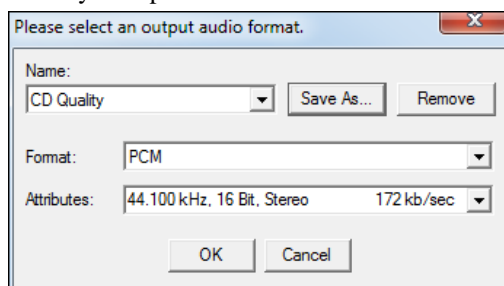 Please select an output audio format.
Name:
CD Quality Save As... Remove
Format: PCM
Attributes: 44.100 kHz, 16 Bit, Stereo 172 kb/sec
OK Cancel